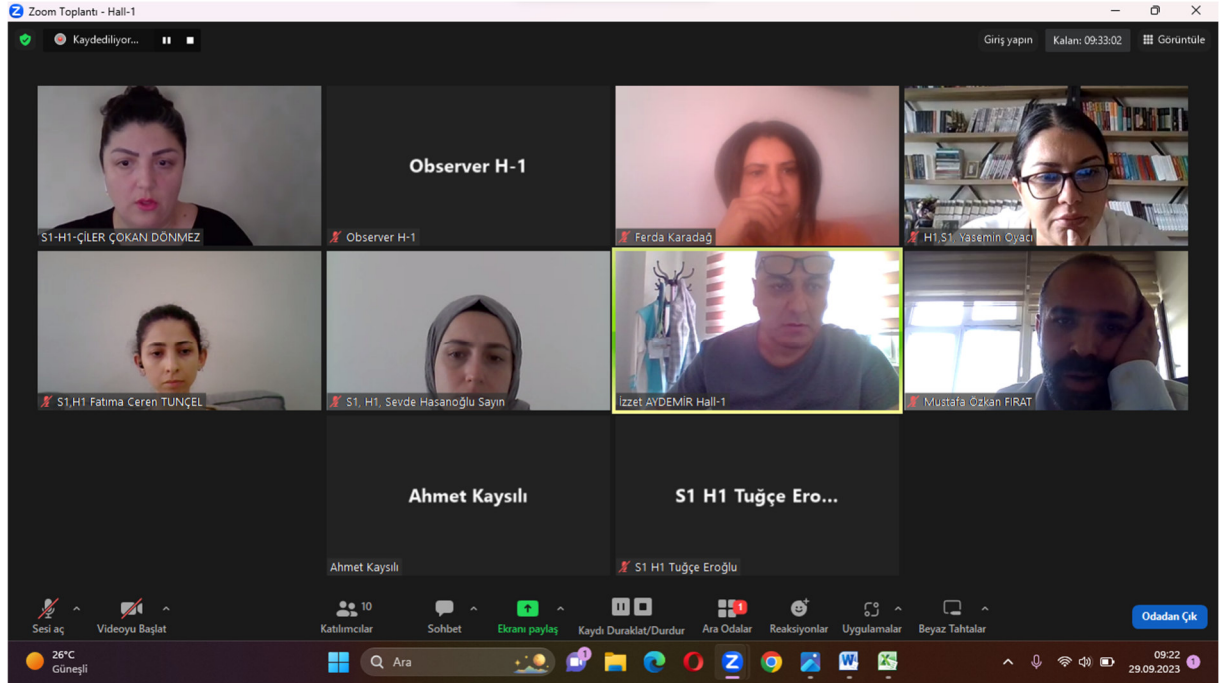 Zoom Toplantı - Hall-1
Kaydediliyor...
Giriş yapın
Kalan: 09:33:02
Görüntüle
S1-H1-ÇİLER ÇOKAN DÖNMEZ
Observer H-1
Observer H-1
Ferda Karadağ
H1,S1, Yasemin Oyacı
S1,H1 Fatıma Ceren TUNÇEL
S1, H1, Sevde Hasanoğlu Sayın
İzzet AYDEMİR Hall-1
Mustafa Özkan FIRAT
Ahmet Kaysılı
Ahmet Kaysılı
S1 H1 Tuğçe Ero...
S1 H1 Tuğçe Eroğlu
Sesi aç
Videoyu Başlat
10
Katılımcılar
Sohbet
Ekranı paylaş
Kaydı Duraklat/Durdur
1
Ara Odalar
Reaksiyonlar
Uygulamalar
Beyaz Tahtalar
Odadan Çık
26°C
Güneşli
Ara
1
09:22
29.09.2023
1